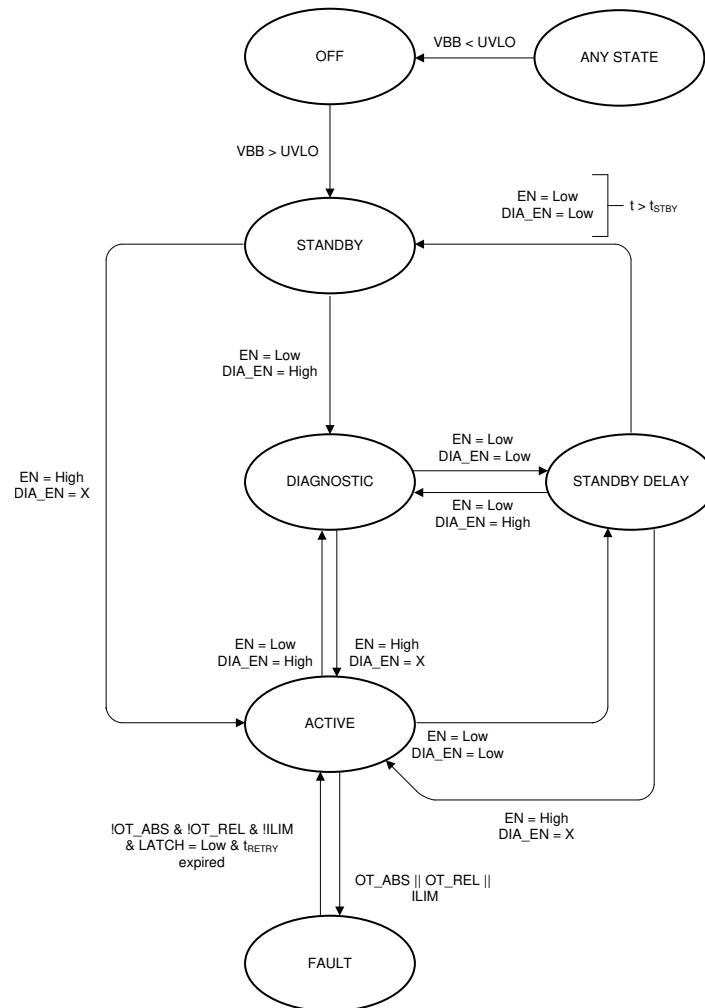 OFF
VBB < UVLO
ANY STATE
VBB > UVLO
EN = Low
DIA_EN = Low
t > tSTBY
STANDBY
EN = Low
DIA_EN = High
EN = High
DIA_EN = X
DIAGNOSTIC
EN = Low
DIA_EN = Low
EN = Low
DIA_EN = High
STANDBY DELAY
EN = Low
DIA_EN = High
EN = High
DIA_EN = X
ACTIVE
EN = Low
DIA_EN = Low
EN = High
DIA_EN = X
!OT_ABS & !OT_REL & !ILIM
& LATCH = Low & tRETRY
expired
OT_ABS || OT_REL ||
ILIM
FAULT